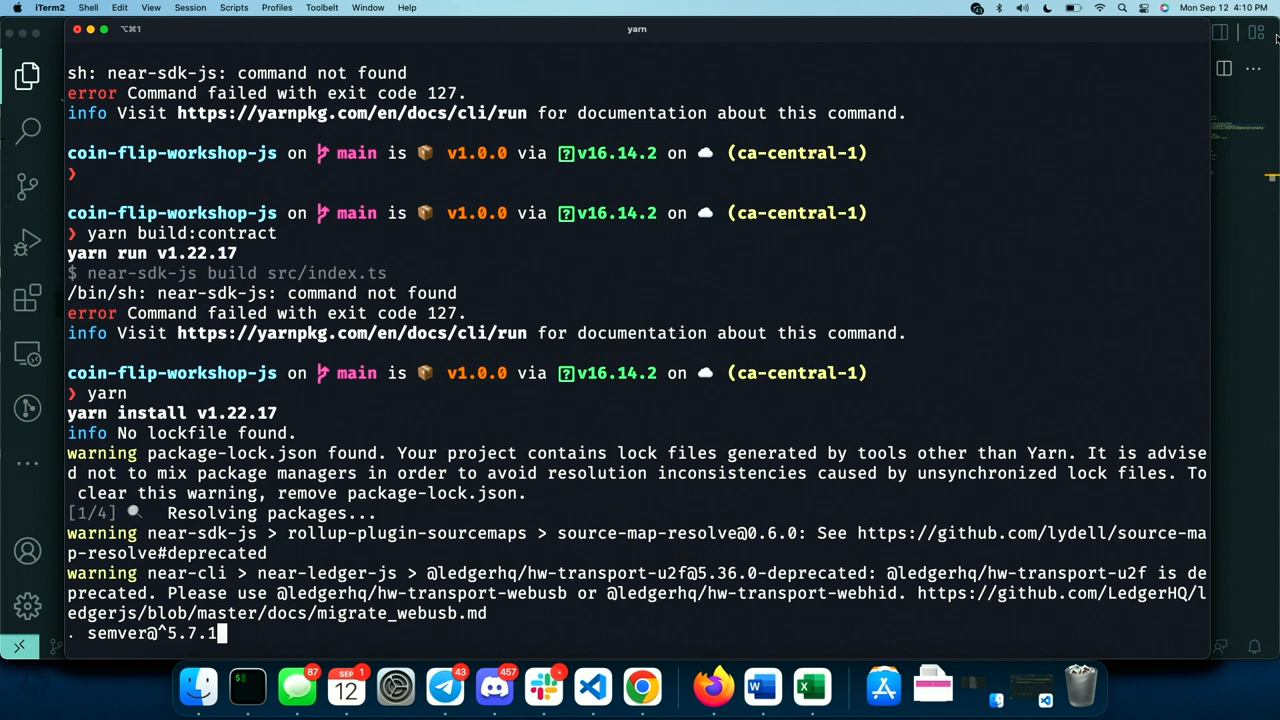 iTerm2 Shell Edit View Session Scripts Profiles Toolbelt Window Help Mon Sep 12 4:10 PM
⌥⌘1 yarn
sh: near-sdk-js: command not found
error Command failed with exit code 127.
info Visit https://yarnpkg.com/en/docs/cli/run for documentation about this command.
coin-flip-workshop-js on main is 📦 v1.0.0 via v16.14.2 on ☁️ (ca-central-1)
❯
coin-flip-workshop-js on main is 📦 v1.0.0 via v16.14.2 on ☁️ (ca-central-1)
❯ yarn build:contract
yarn run v1.22.17
$ near-sdk-js build src/index.ts
/bin/sh: near-sdk-js: command not found
error Command failed with exit code 127.
info Visit https://yarnpkg.com/en/docs/cli/run for documentation about this command.
coin-flip-workshop-js on main is 📦 v1.0.0 via v16.14.2 on ☁️ (ca-central-1)
❯ yarn
yarn install v1.22.17
info No lockfile found.
warning package-lock.json found. Your project contains lock files generated by tools other than Yarn. It is advise
d not to mix package managers in order to avoid resolution inconsistencies caused by unsynchronized lock files. To
clear this warning, remove package-lock.json.
[1/4] 🔍 Resolving packages...
warning near-sdk-js > rollup-plugin-sourcemaps > source-map-resolve@0.6.0: See https://github.com/lydell/source-ma
p-resolve#deprecated
warning near-cli > near-ledger-js > @ledgerhq/hw-transport-u2f@5.36.0-deprecated: @ledgerhq/hw-transport-u2f is de
precated. Please use @ledgerhq/hw-transport-webusb or @ledgerhq/hw-transport-webhid. https://github.com/LedgerHQ/l
edgerjs/blob/master/docs/migrate_webusb.md
. semver@^5.7.1
87 SEP 1 12 43 457